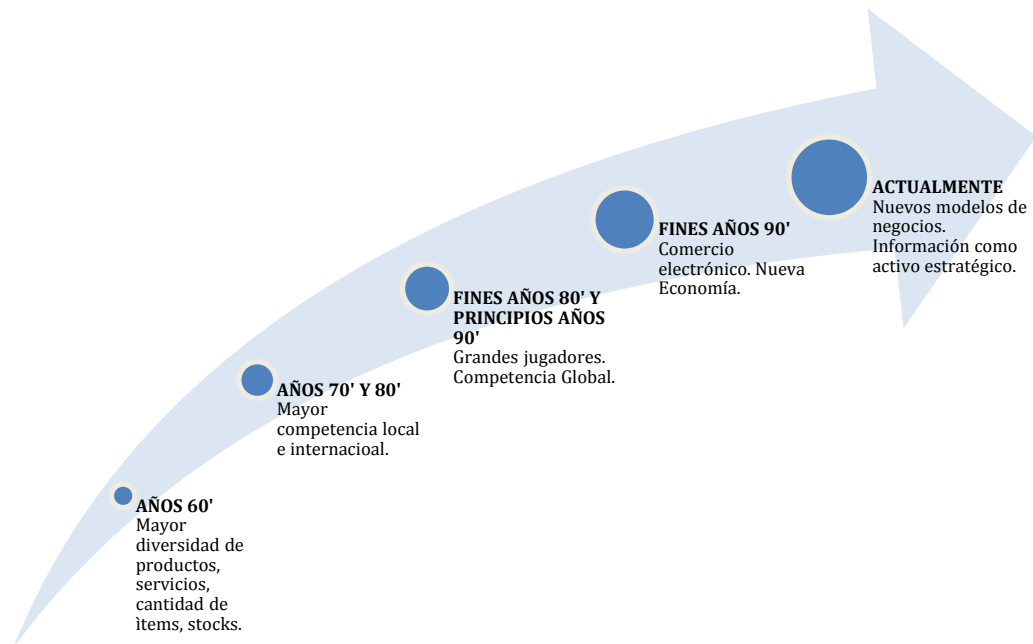 AÑOS 60'
Mayor
diversidad de
productos,
servicios,
cantidad de
ìtems, stocks.
AÑOS 70' Y 80'
Mayor
competencia local
e internacioal.
FINES AÑOS 80' Y
PRINCIPIOS AÑOS
90'
Grandes jugadores.
Competencia Global.
FINES AÑOS 90'
Comercio
electrónico. Nueva
Economía.
ACTUALMENTE
Nuevos modelos de
negocios.
Información como
activo estratégico.